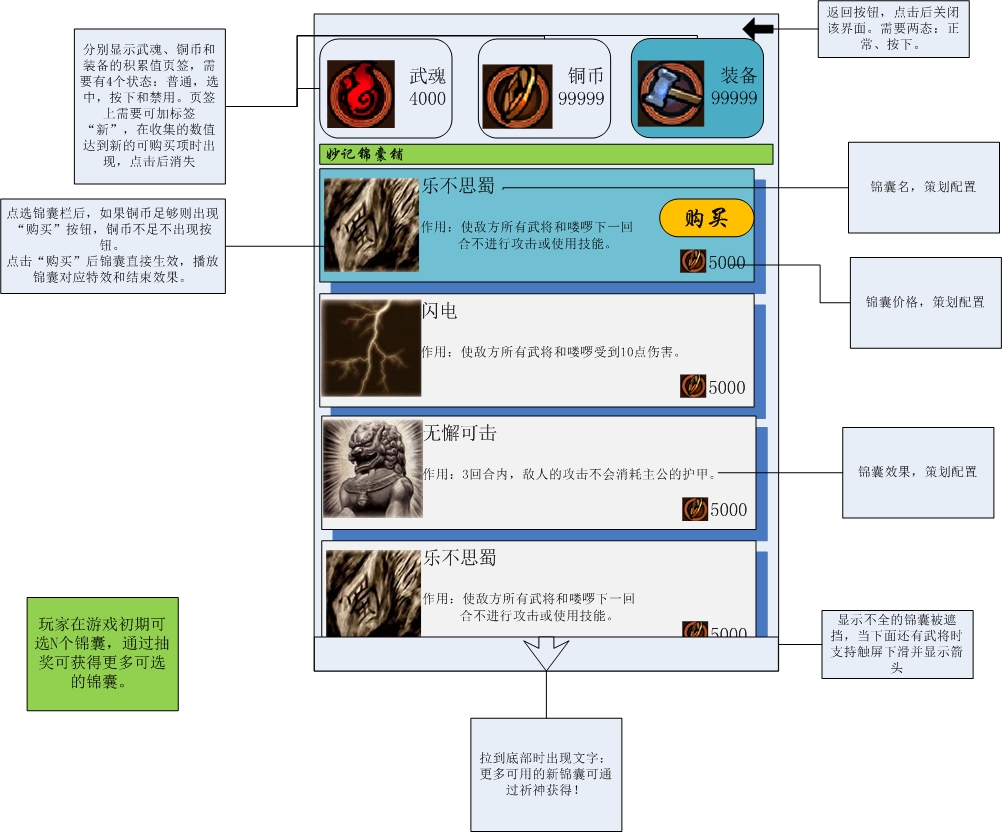 返回按钮，点击后关闭
该界面。需要两态：正
常、按下。
分别显示武魂、铜币和
装备的积累值页签，需
要有4个状态：普通，选
中，按下和禁用。页签
上需要可加标签
“新”，在收集的数值
达到新的可购买项时出
现，点击后消失
武魂
4000
铜币
99999
装备
99999
妙记锦囊铺
乐不思蜀
作用：使敌方所有武将和喽啰下一回
合不进行攻击或使用技能。
购买
5000
锦囊名，策划配置
点选锦囊栏后，如果铜币足够则出现
“购买”按钮，铜币不足不出现按
钮。
点击“购买”后锦囊直接生效，播放
锦囊对应特效和结束效果。
锦囊价格，策划配置
闪电
作用：使敌方所有武将和喽啰受到10点伤害。
5000
无懈可击
作用：3回合内，敌人的攻击不会消耗主公的护甲。
5000
锦囊效果，策划配置
乐不思蜀
作用：使敌方所有武将和喽啰下一回
合不进行攻击或使用技能。
5000
玩家在游戏初期可
选N个锦囊，通过抽
奖可获得更多可选
的锦囊。
显示不全的锦囊被遮
挡，当下面还有武将时
支持触屏下滑并显示箭
头
拉到底部时出现文字：
更多可用的新锦囊可通
过祈神获得！